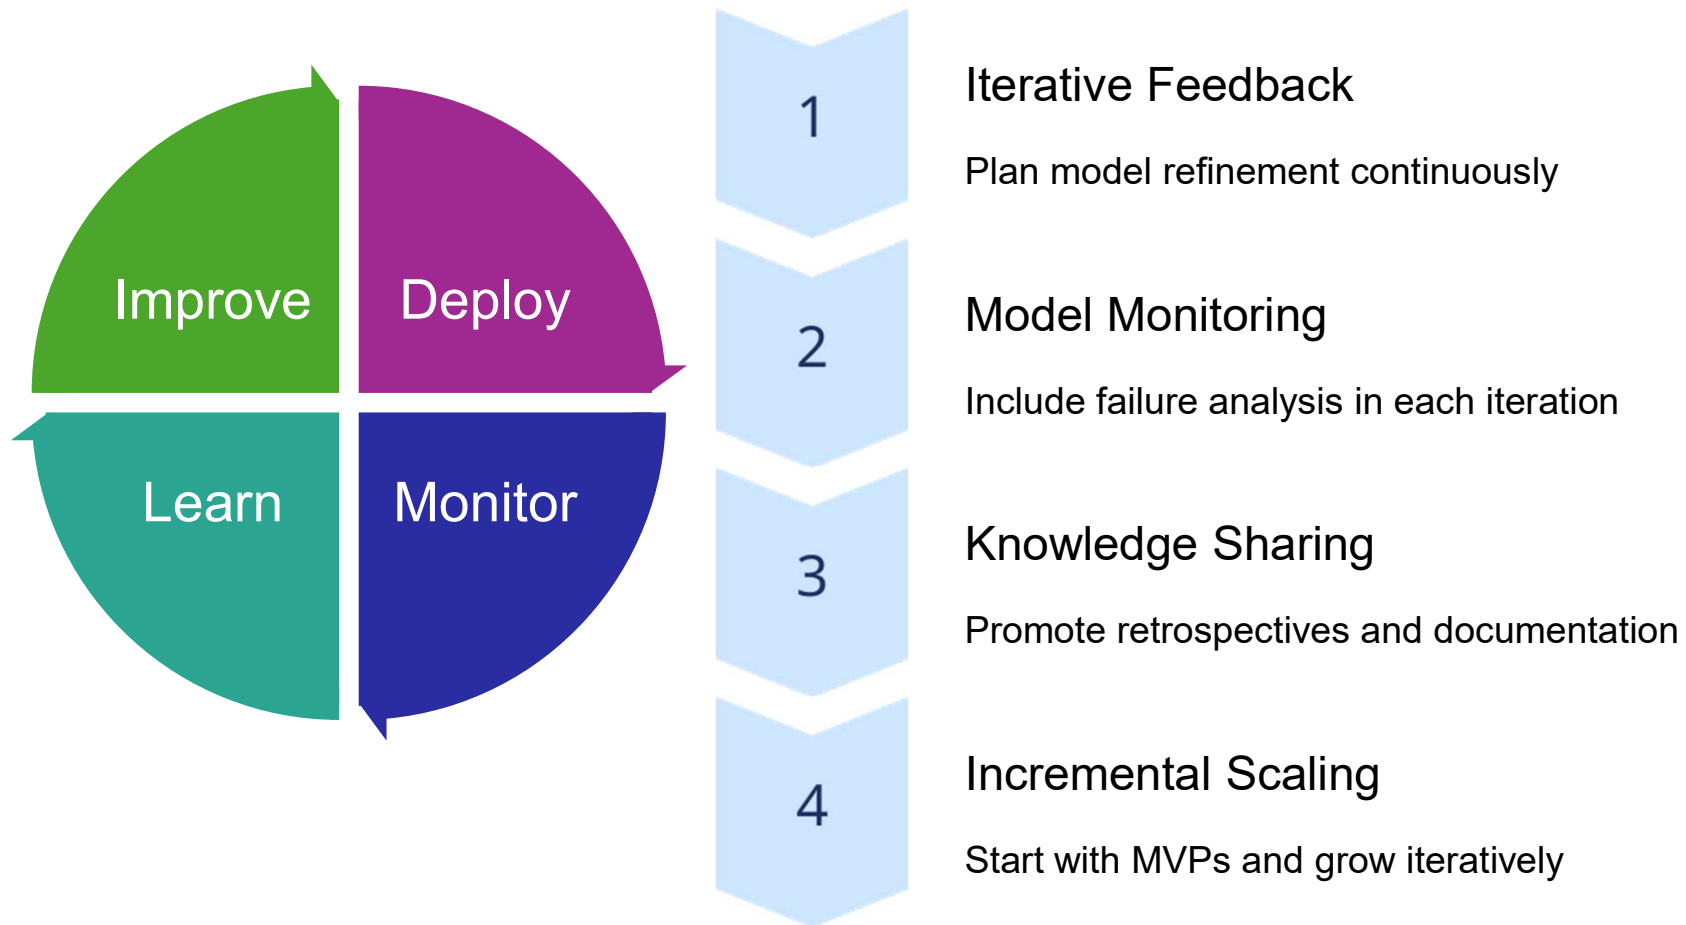 Improve
Deploy
Learn
Monitor
1
Iterative Feedback
Plan model refinement continuously
2
Model Monitoring
Include failure analysis in each iteration
3
Knowledge Sharing
Promote retrospectives and documentation
4
Incremental Scaling
Start with MVPs and grow iteratively